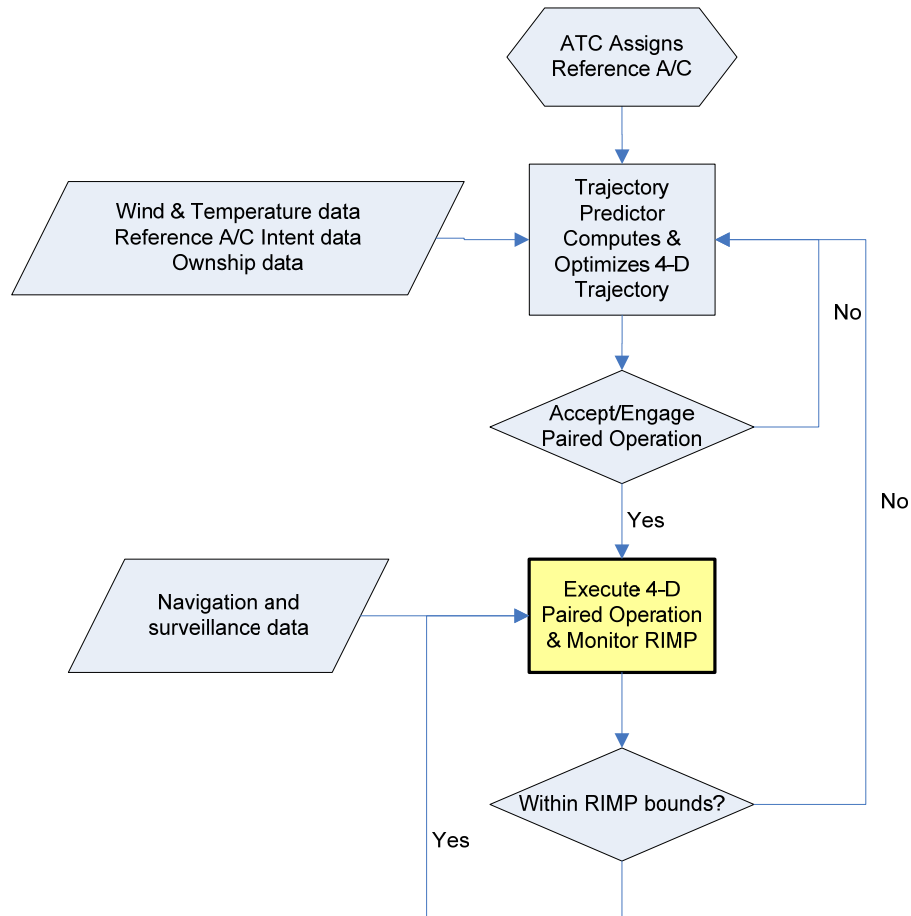 ATC Assigns
Reference A/C
Wind & Temperature data
Reference A/C Intent data
Ownship data
Trajectory
Predictor
Computes &
Optimizes 4-D
Trajectory
No
Accept/Engage
Paired Operation
No
Yes
Navigation and
surveillance data
Execute 4-D
Paired Operation
& Monitor RIMP
Within RIMP bounds?
Yes